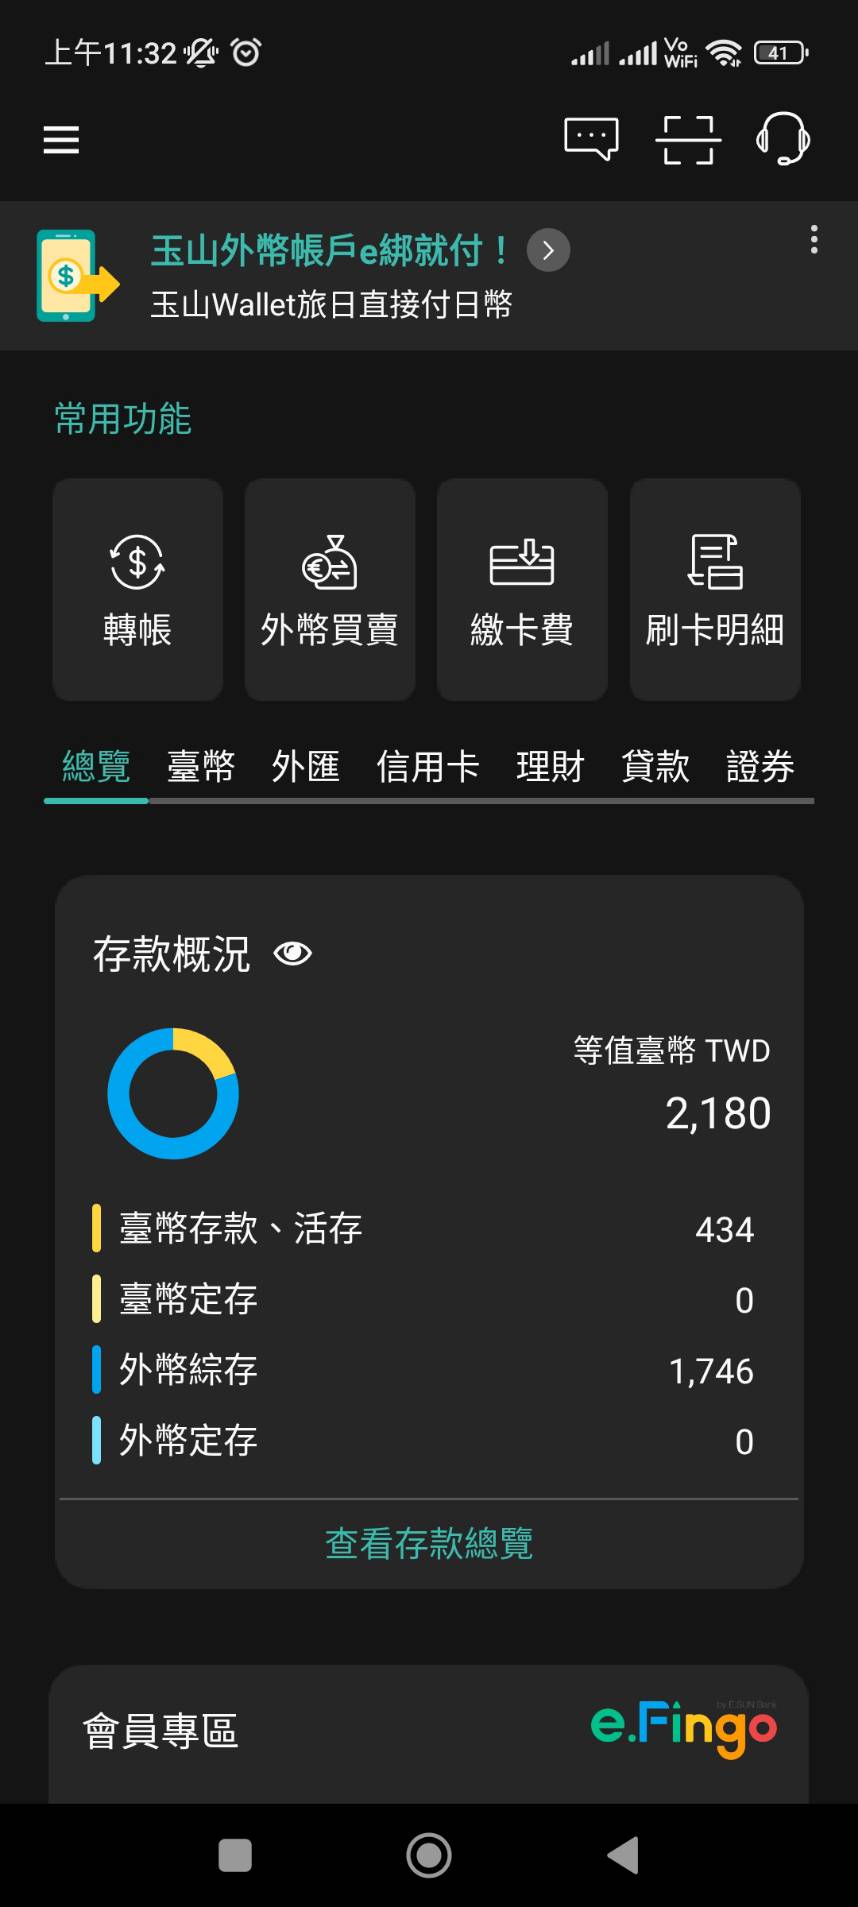 上午11:32 Vo WiFi 41
玉山外幣帳戶e綁就付！
玉山Wallet旅日直接付日幣
常用功能
轉帳 外幣買賣 繳卡費 刷卡明細
總覽 臺幣 外匯 信用卡 理財 貸款 證券
存款概況
等值臺幣 TWD
2,180
臺幣存款、活存 434
臺幣定存 0
外幣綜存 1,746
外幣定存 0
查看存款總覽
by E.SUN Bank
會員專區 e.Fingo